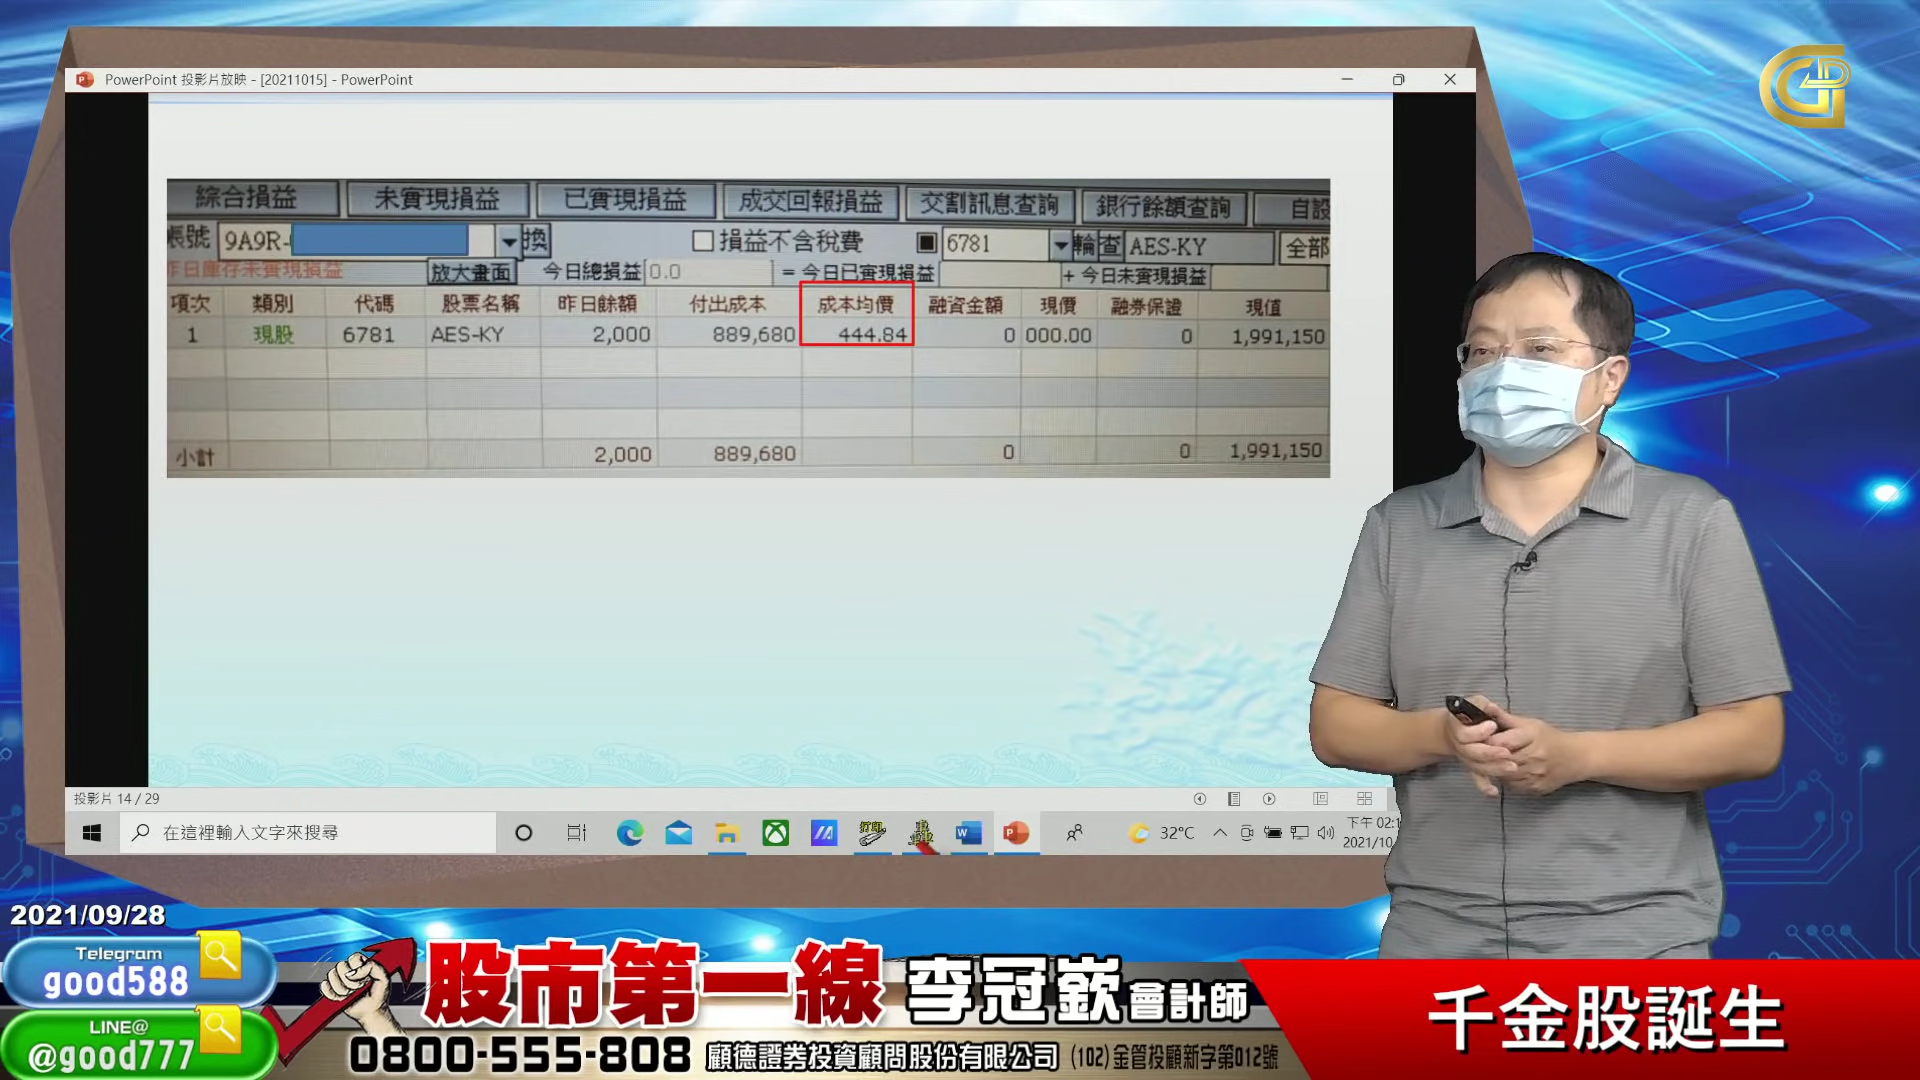 PowerPoint 投影片放映 - [20211015] - PowerPoint
綜合損益 未實現損益 已實現損益 成交回報損益 交割訊息查詢 銀行餘額查詢 自設
帳號 9A9R- 換 損益不含稅費 6781 輪 查 AES-KY 全部
昨日庫存未實現損益 放大畫面 今日總損益 0.0 = 今日已實現損益 + 今日未實現損益
項次 類別 代碼 股票名稱 昨日餘額 付出成本 成本均價 融資金額 現價 融券保證 現值
1 現股 6781 AES-KY 2,000 889,680 444.84 0 000.00 0 1,991,150
小計 2,000 889,680 0 0 1,991,150
投影片 14 / 29
在這裡輸入文字來搜尋
32°C
下午 02:1
2021/10
2021/09/28
Telegram
good588
LINE@
@good777
股市第一線 李冠嶔會計師
0800-555-808 顧德證券投資顧問股份有限公司 (102)金管投顧新字第012號
千金股誕生